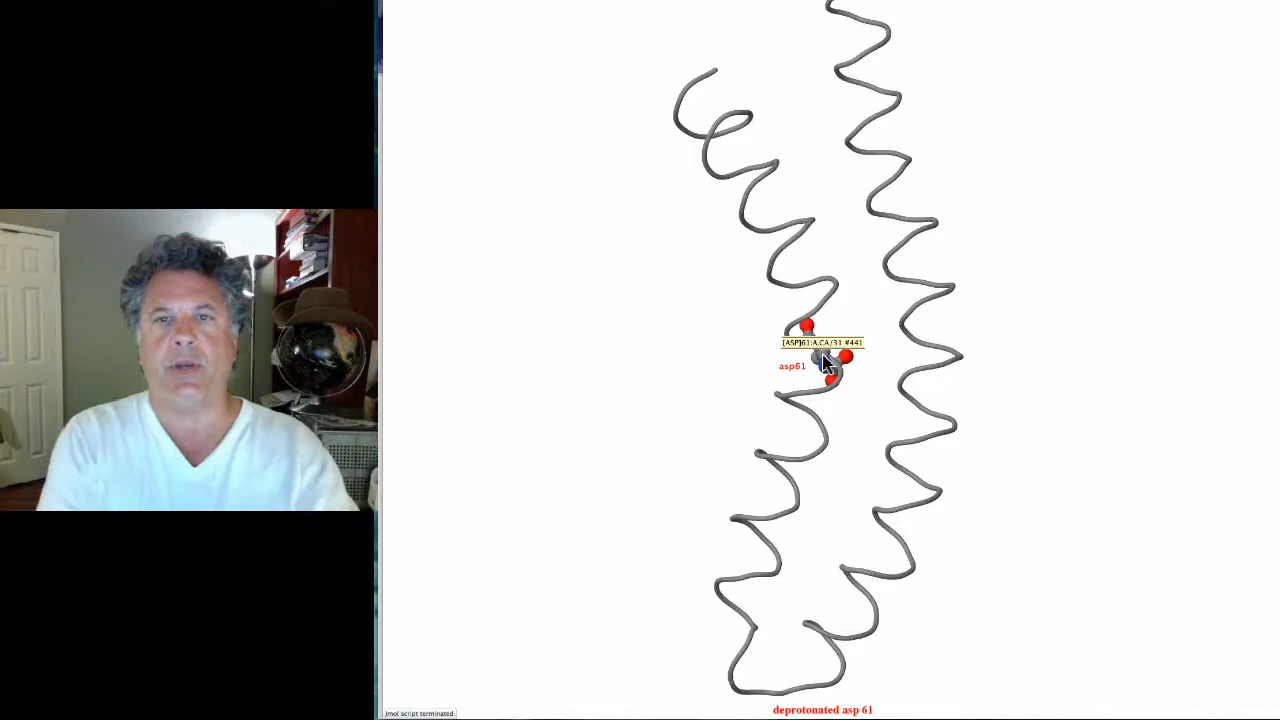 [ASP]61:A.CA/31 #441
asp61
deprotonated asp 61
Jmol script terminated